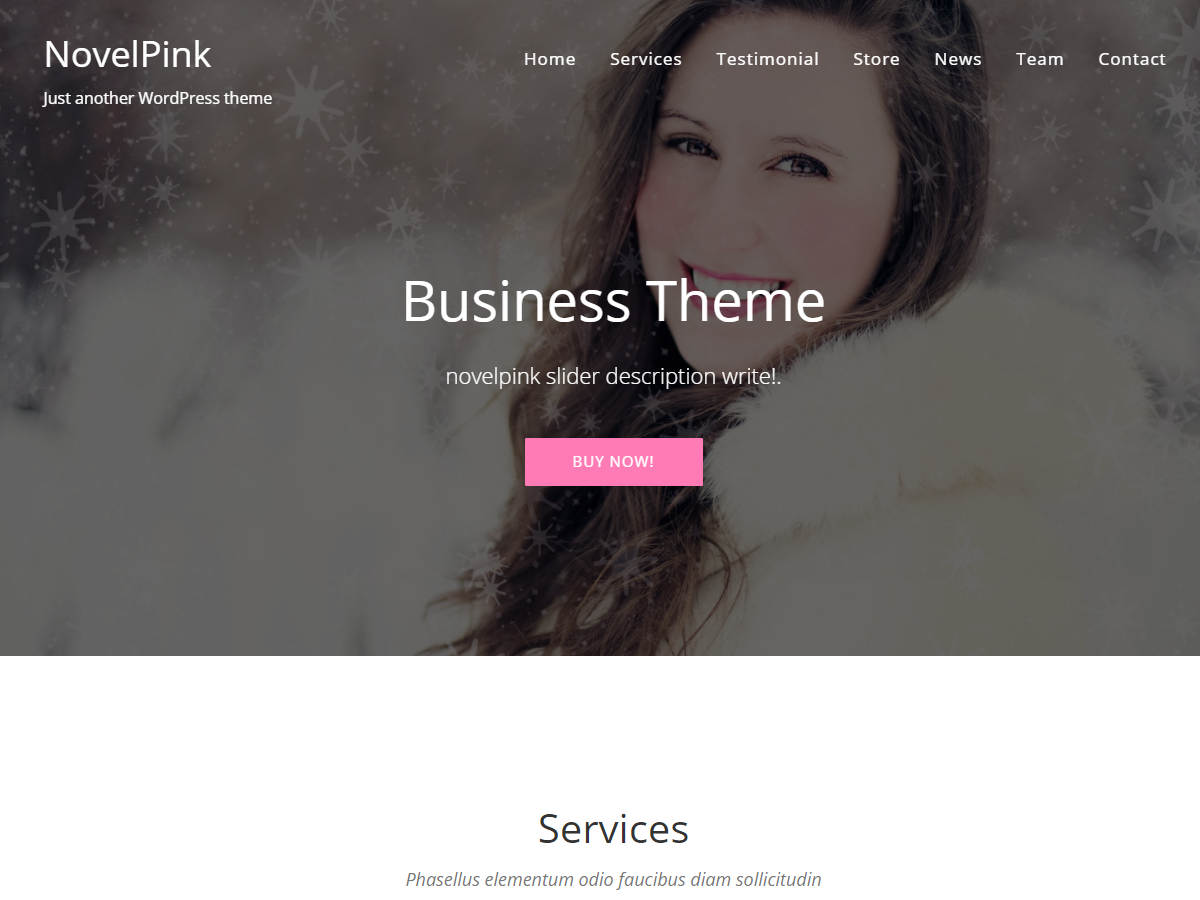 NovelPink
Just another WordPress theme
Home Services Testimonial Store News Team Contact
Business Theme
novelpink slider description write!.
BUY NOW!
Services
Phasellus elementum odio faucibus diam sollicitudin